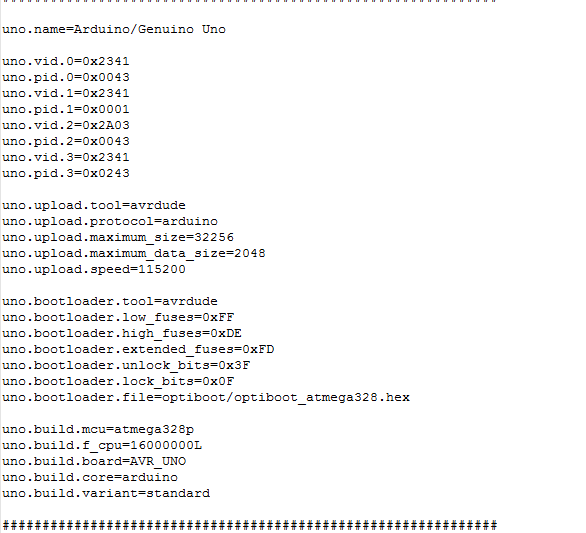 uno.name=Arduino/Genuino Uno
uno.vid.0=0x2341
uno.pid.0=0x0043
uno.vid.1=0x2341
uno.pid.1=0x0001
uno.vid.2=0x2A03
uno.pid.2=0x0043
uno.vid.3=0x2341
uno.pid.3=0x0243
uno.upload.tool=avrdude
uno.upload.protocol=arduino
uno.upload.maximum_size=32256
uno.upload.maximum_data_size=2048
uno.upload.speed=115200
uno.bootloader.tool=avrdude
uno.bootloader.low_fuses=0xFF
uno.bootloader.high_fuses=0xDE
uno.bootloader.extended_fuses=0xFD
uno.bootloader.unlock_bits=0x3F
uno.bootloader.lock_bits=0x0F
uno.bootloader.file=optiboot/optiboot_atmega328.hex
uno.build.mcu=atmega328p
uno.build.f_cpu=16000000L
uno.build.board=AVR_UNO
uno.build.core=arduino
uno.build.variant=standard
##############################################################